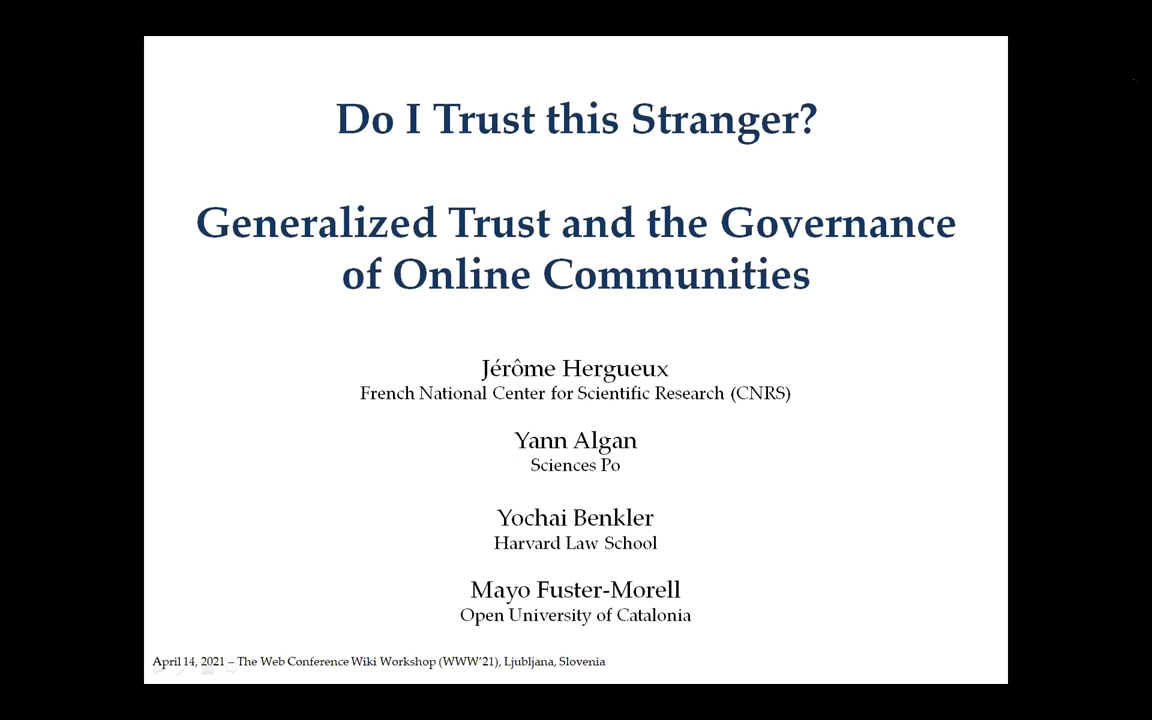 Do I Trust this Stranger?
Generalized Trust and the Governance
of Online Communities
Jérôme Hergueux
French National Center for Scientific Research (CNRS)
Yann Algan
Sciences Po
Yochai Benkler
Harvard Law School
Mayo Fuster-Morell
Open University of Catalonia
April 14, 2021 – The Web Conference Wiki Workshop (WWW'21), Ljubljana, Slovenia